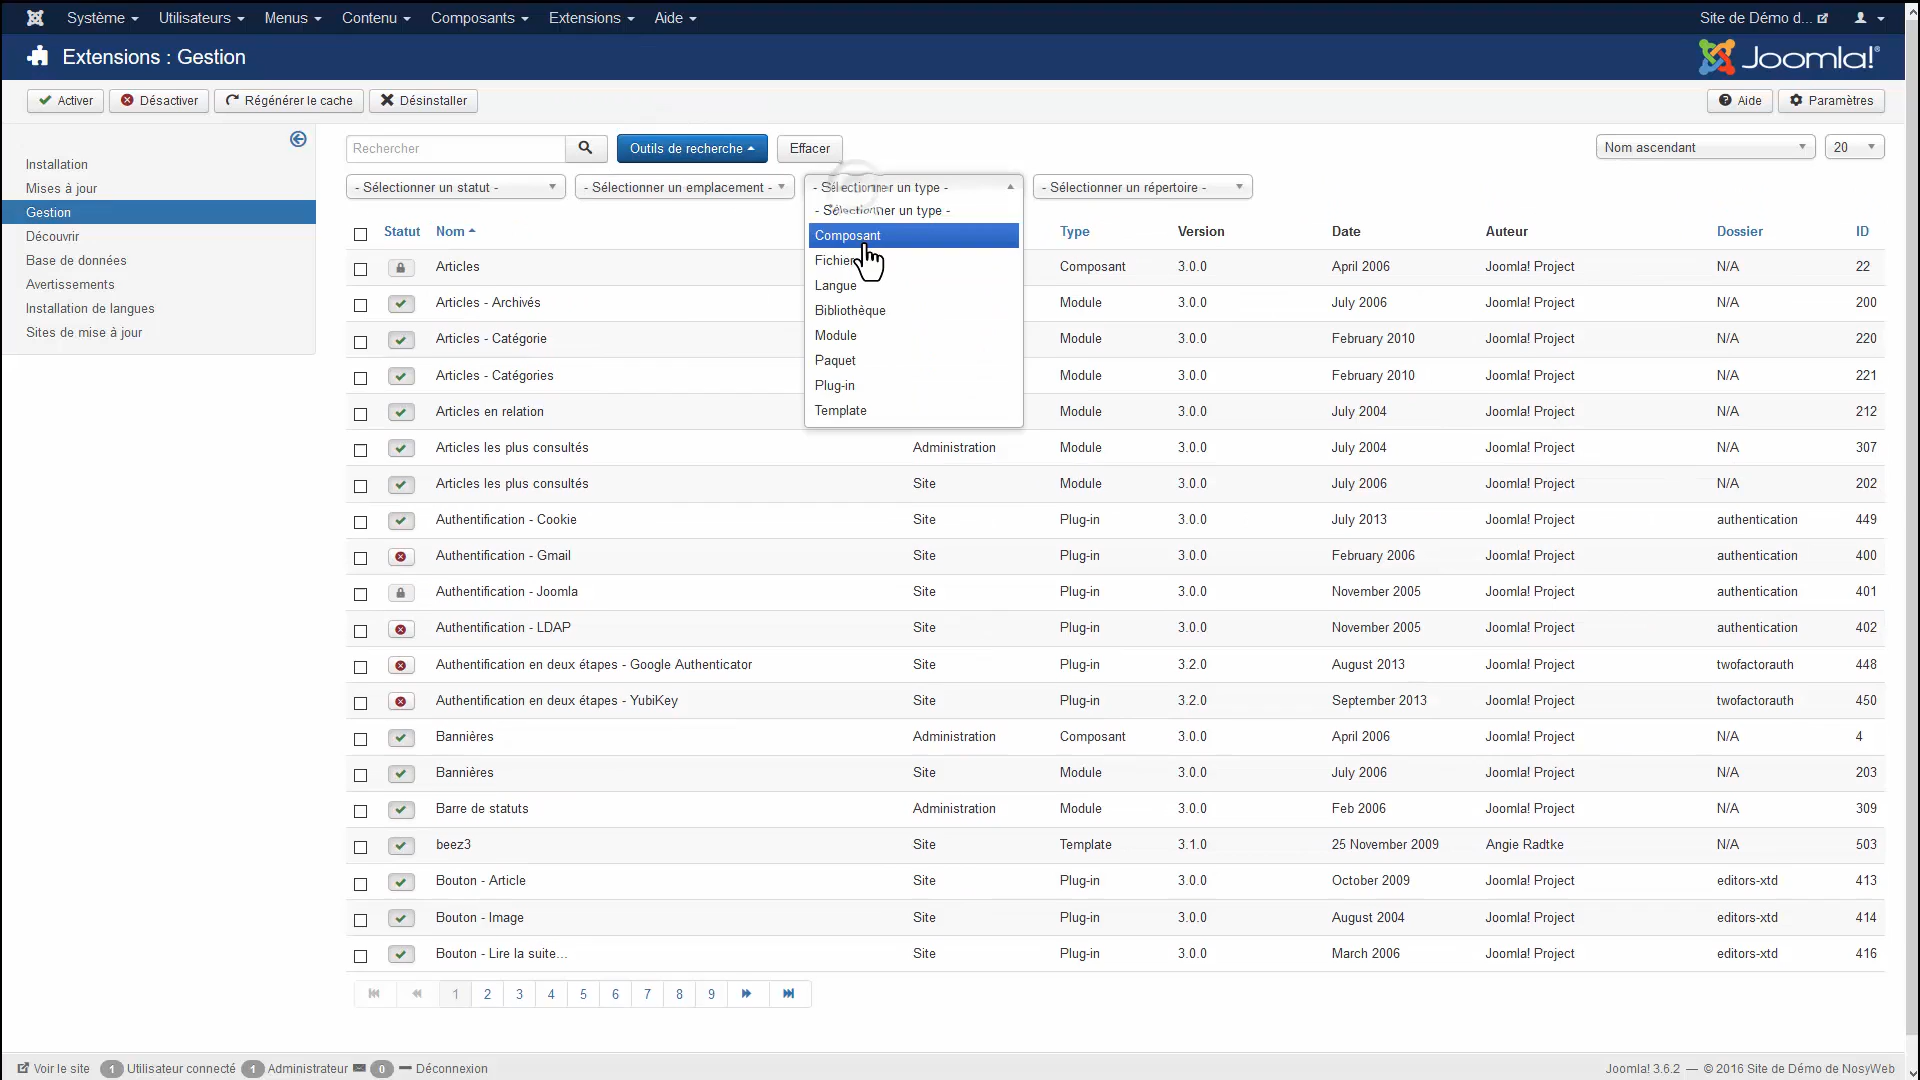 Système Utilisateurs Menus Contenu Composants Extensions Aide Site de Démo d...
Extensions : Gestion Joomla!®
Activer Désactiver Régénérer le cache Désinstaller Aide Paramètres
Installation
Mises à jour
Gestion
Découvrir
Base de données
Avertissements
Installation de langues
Sites de mise à jour
Rechercher Outils de recherche Effacer Nom ascendant 20
- Sélectionner un statut - - Sélectionner un emplacement - - Sélectionner un type - - Sélectionner un répertoire -
- Sélectionner un type -
Composant
Fichier
Langue
Bibliothèque
Module
Paquet
Plug-in
Template
Statut Nom Type Version Date Auteur Dossier ID
Articles Composant 3.0.0 April 2006 Joomla! Project N/A 22
Articles - Archivés Module 3.0.0 July 2006 Joomla! Project N/A 200
Articles - Catégorie Module 3.0.0 February 2010 Joomla! Project N/A 220
Articles - Catégories Module 3.0.0 February 2010 Joomla! Project N/A 221
Articles en relation Module 3.0.0 July 2004 Joomla! Project N/A 212
Articles les plus consultés Administration Module 3.0.0 July 2004 Joomla! Project N/A 307
Articles les plus consultés Site Module 3.0.0 July 2006 Joomla! Project N/A 202
Authentification - Cookie Site Plug-in 3.0.0 July 2013 Joomla! Project authentication 449
Authentification - Gmail Site Plug-in 3.0.0 February 2006 Joomla! Project authentication 400
Authentification - Joomla Site Plug-in 3.0.0 November 2005 Joomla! Project authentication 401
Authentification - LDAP Site Plug-in 3.0.0 November 2005 Joomla! Project authentication 402
Authentification en deux étapes - Google Authenticator Site Plug-in 3.2.0 August 2013 Joomla! Project twofactorauth 448
Authentification en deux étapes - YubiKey Site Plug-in 3.2.0 September 2013 Joomla! Project twofactorauth 450
Bannières Administration Composant 3.0.0 April 2006 Joomla! Project N/A 4
Bannières Site Module 3.0.0 July 2006 Joomla! Project N/A 203
Barre de statuts Administration Module 3.0.0 Feb 2006 Joomla! Project N/A 309
beez3 Site Template 3.1.0 25 November 2009 Angie Radtke N/A 503
Bouton - Article Site Plug-in 3.0.0 October 2009 Joomla! Project editors-xtd 413
Bouton - Image Site Plug-in 3.0.0 August 2004 Joomla! Project editors-xtd 414
Bouton - Lire la suite... Site Plug-in 3.0.0 March 2006 Joomla! Project editors-xtd 416
1 2 3 4 5 6 7 8 9
Voir le site 1 Utilisateur connecté 1 Administrateur 0 Déconnexion Joomla! 3.6.2 — © 2016 Site de Démo de NosyWeb